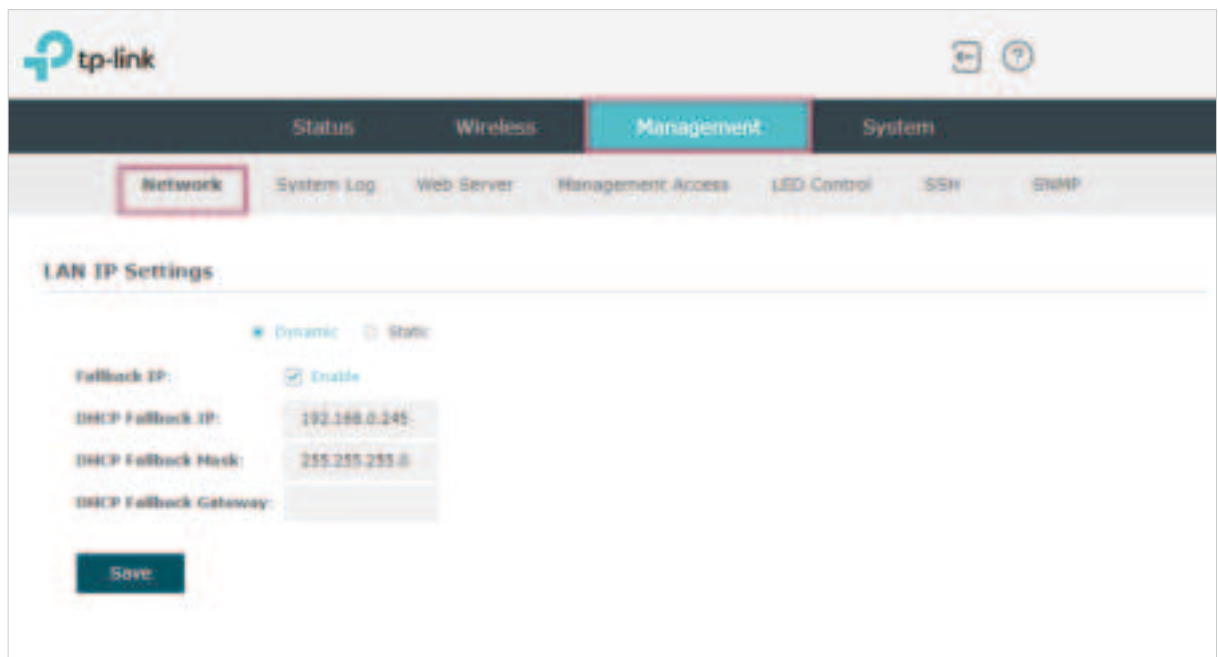 tp-link
Status Wireless Management System
Network System Log Web Server Management Access LED Control SSH SNMP
LAN IP Settings
Dynamic Static
Fallback IP: Enable
DHCP Fallback IP: 192.168.0.245
DHCP Fallback Mask: 255.255.255.0
DHCP Fallback Gateway:
Save